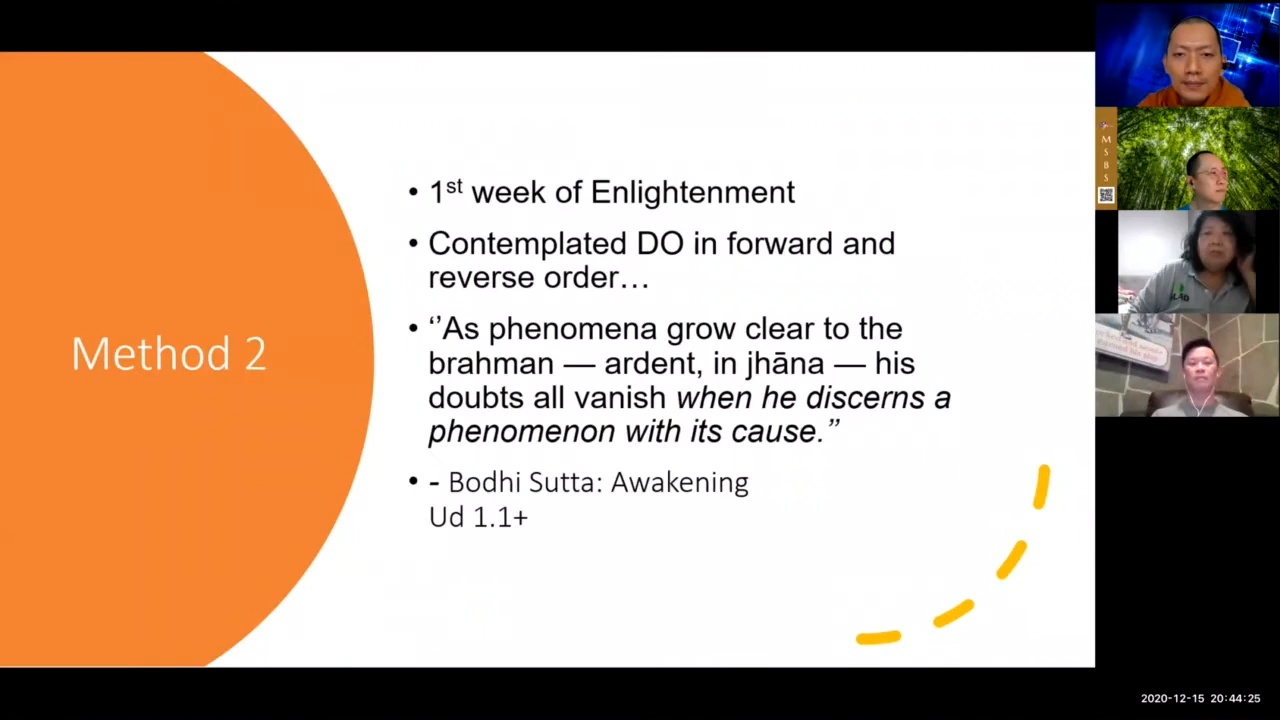 Method 2
• 1st week of Enlightenment
• Contemplated DO in forward and
reverse order…
• ‘’As phenomena grow clear to the
brahman — ardent, in jhāna — his
doubts all vanish when he discerns a
phenomenon with its cause.”
• - Bodhi Sutta: Awakening
Ud 1.1+
M
S
B
S
2020-12-15 20:44:25